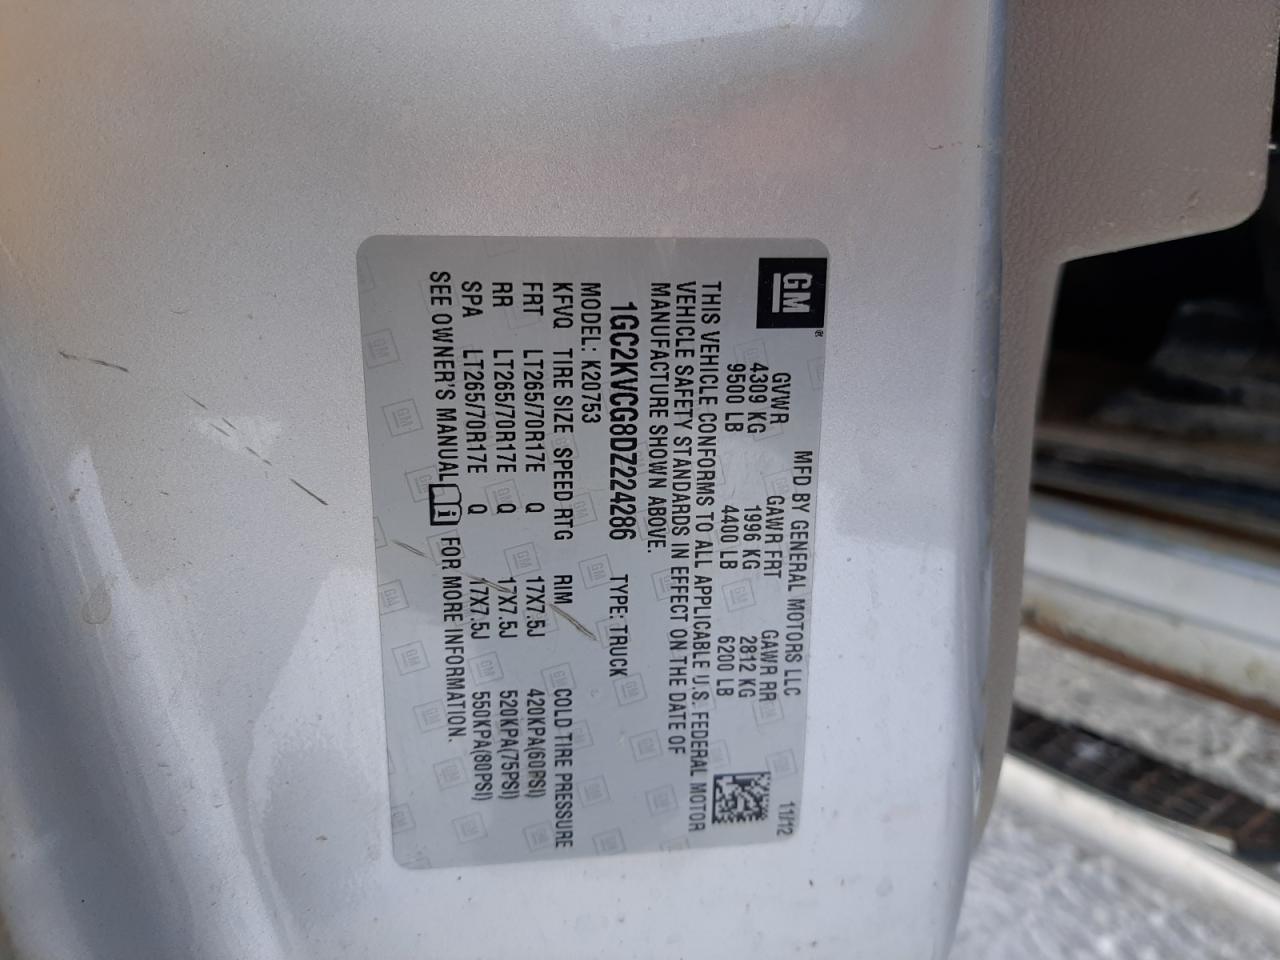 GM®
MFD BY GENERAL MOTORS LLC 11/12
GVWR GAWR FRT GAWR RR
4309 KG 1996 KG 2812 KG
9500 LB 4400 LB 6200 LB
THIS VEHICLE CONFORMS TO ALL APPLICABLE U.S. FEDERAL MOTOR
VEHICLE SAFETY STANDARDS IN EFFECT ON THE DATE OF
MANUFACTURE SHOWN ABOVE.
1GC2KVCG8DZ224286 TYPE: TRUCK
MODEL: K20753
KFVQ TIRE SIZE SPEED RTG RIM COLD TIRE PRESSURE
FRT LT265/70R17E Q 17X7.5J 420KPA(60PSI)
RR LT265/70R17E Q 17X7.5J 520KPA(75PSI)
SPA LT265/70R17E Q 17X7.5J 550KPA(80PSI)
SEE OWNER'S MANUAL FOR MORE INFORMATION.